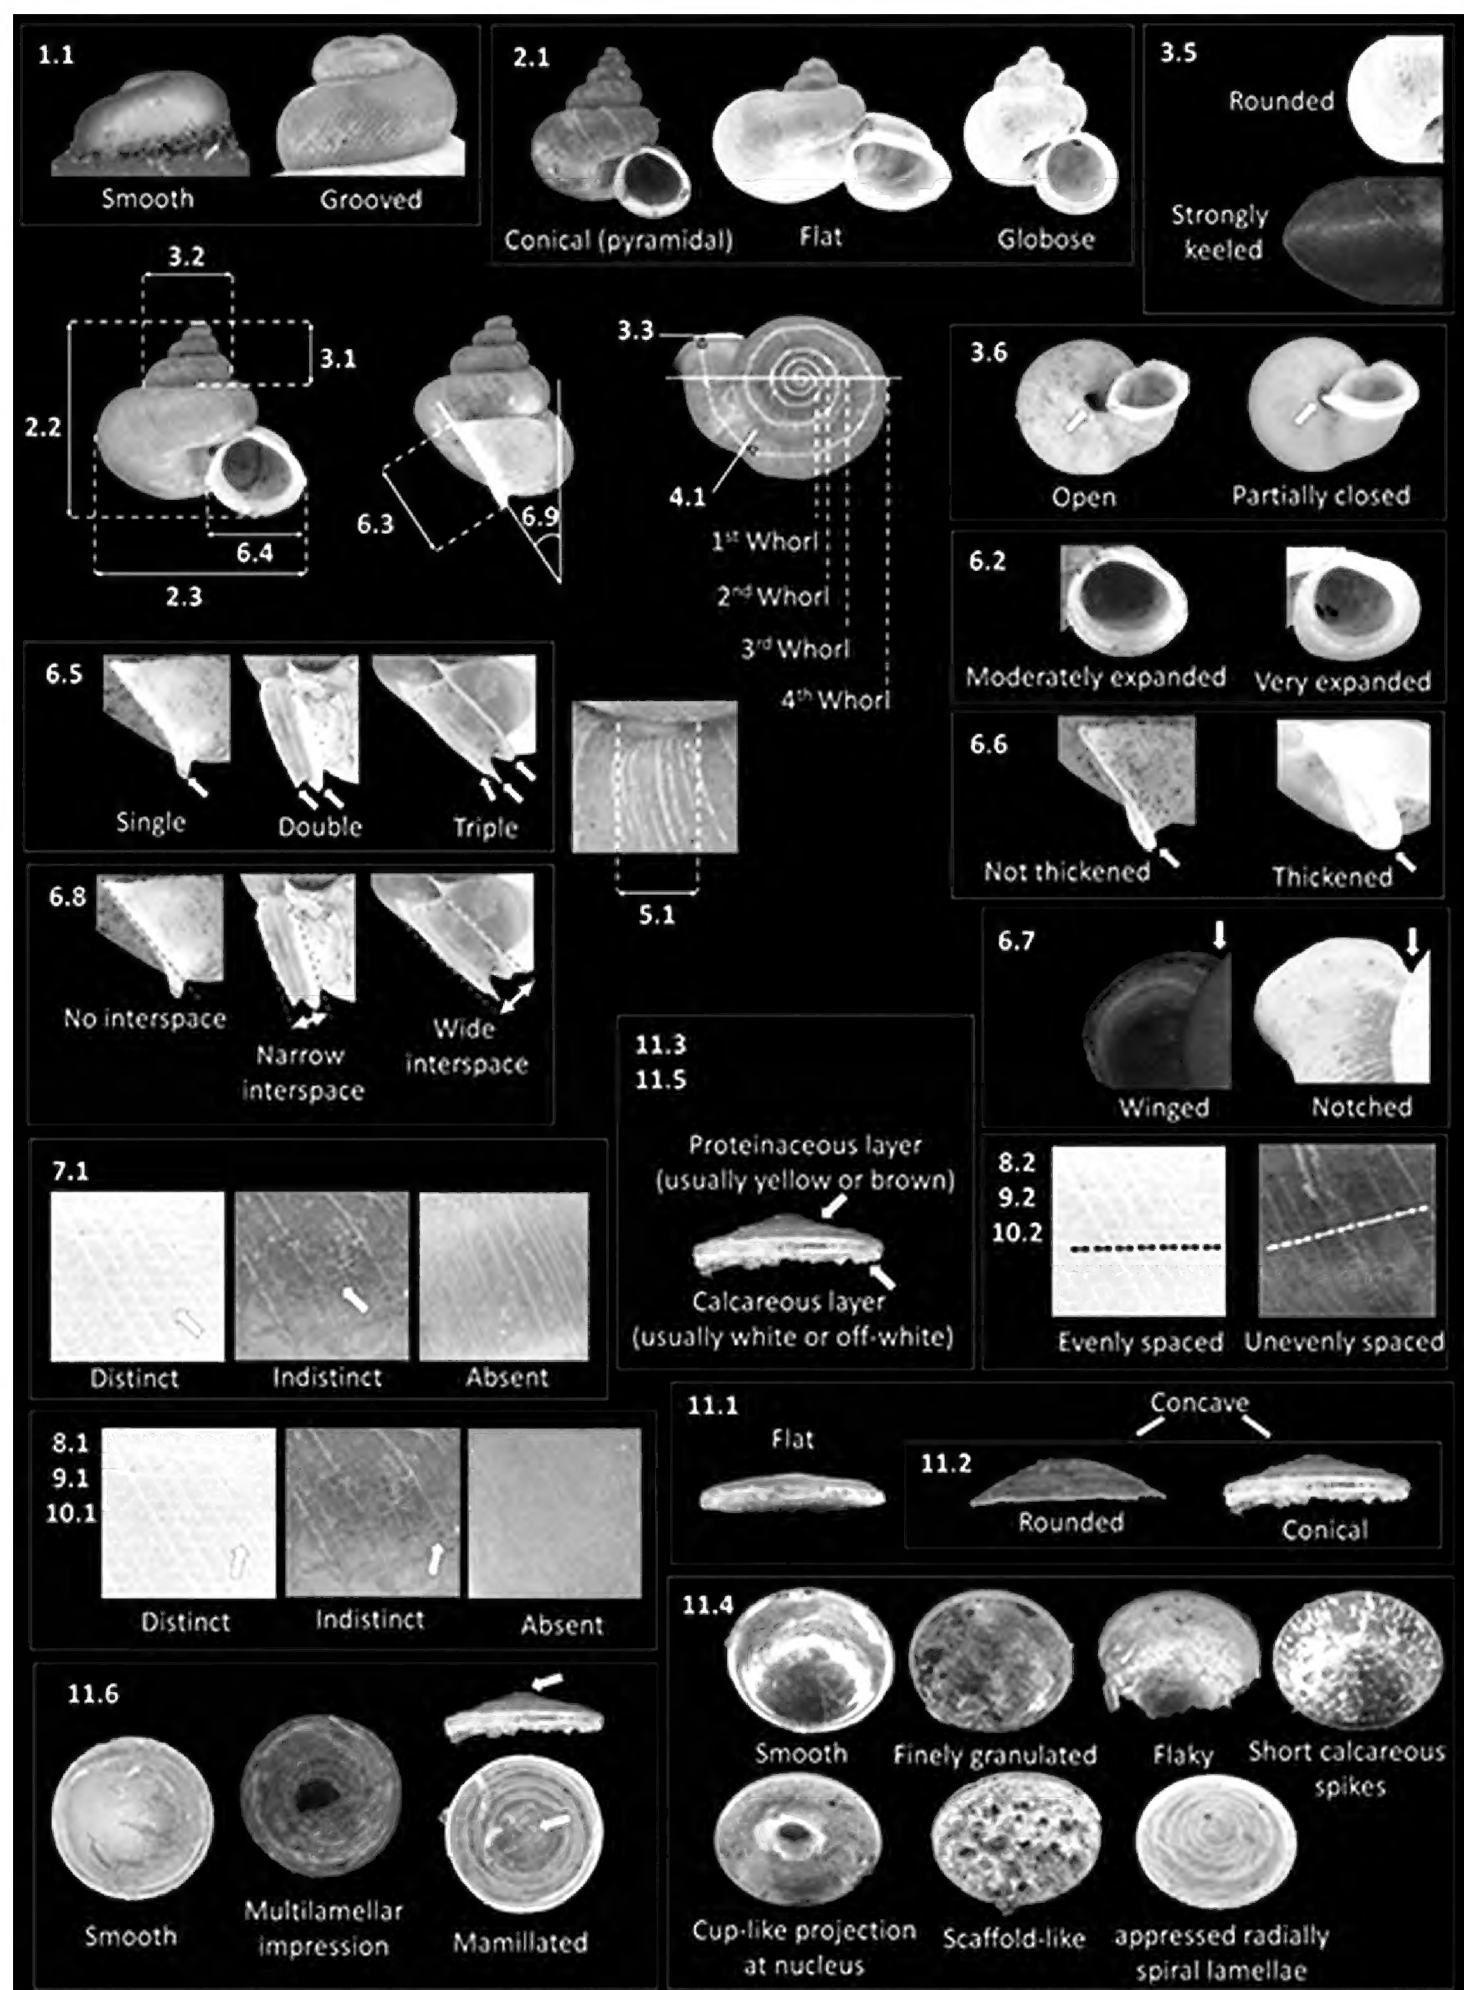 1.1
Smooth
Grooved
2.1
Conical (pyramidal)
Flat
Globose
3.5
Rounded
Strongly
keeled
3.2
3.1
2.2
6.4
2.3
6.3
6.9
3.3
4.1
1st Whorl
2nd Whorl
3rd Whorl
4th Whorl
3.6
Open
Partially closed
6.2
Moderately expanded
Very expanded
6.5
Single
Double
Triple
5.1
6.6
Not thickened
Thickened
6.8
No interspace
Narrow
interspace
Wide
interspace
6.7
Winged
Notched
11.3
11.5
Proteinaceous layer
(usually yellow or brown)
Calcareous layer
(usually white or off-white)
7.1
Distinct
Indistinct
Absent
8.2
9.2
10.2
Evenly spaced
Unevenly spaced
8.1
9.1
10.1
Distinct
Indistinct
Absent
11.1
Flat
Concave
11.2
Rounded
Conical
11.4
Smooth
Finely granulated
Flaky
Short calcareous
spikes
Cup-like projection
at nucleus
Scaffold-like
appressed radially
spiral lamellae
11.6
Smooth
Multilamellar
impression
Mamillated